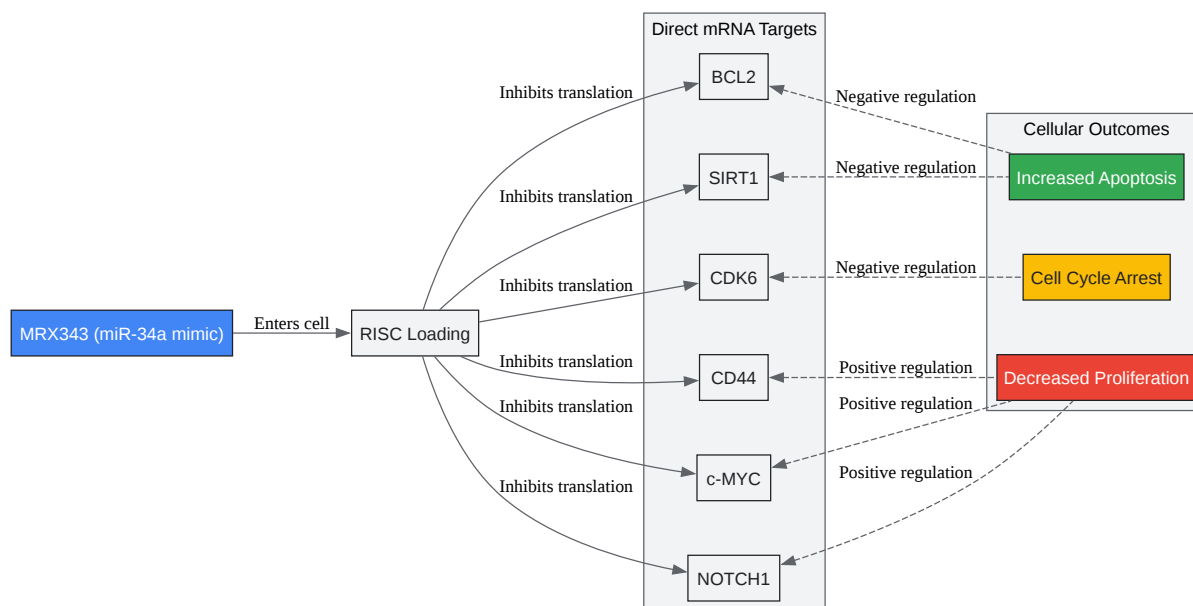 Direct mRNA Targets
BCL2
Inhibits translation
Negative regulation
Cellular Outcomes
SIRT1
Inhibits translation
Negative regulation
Increased Apoptosis
CDK6
Inhibits translation
Negative regulation
Cell Cycle Arrest
MRX343 (miR-34a mimic)
Enters cell
RISC Loading
Inhibits translation
CD44
Positive regulation
Decreased Proliferation
Inhibits translation
Positive regulation
c-MYC
Inhibits translation
Positive regulation
NOTCH1